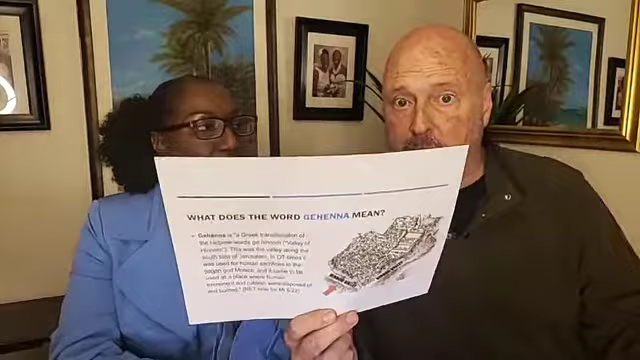 WHAT DOES THE WORD GEHENNA MEAN?
• Gehenna is "a Greek transliteration of
the Hebrew words ge hinnom ("Valley of
Hinnom"). This was the valley along the
south side of Jerusalem. In OT times it
was used for human sacrifices to the
pagan god Molech, and it came to be
used as a place where human
excrement and rubbish were disposed of
and burned." (NET note for Mt 5:22)